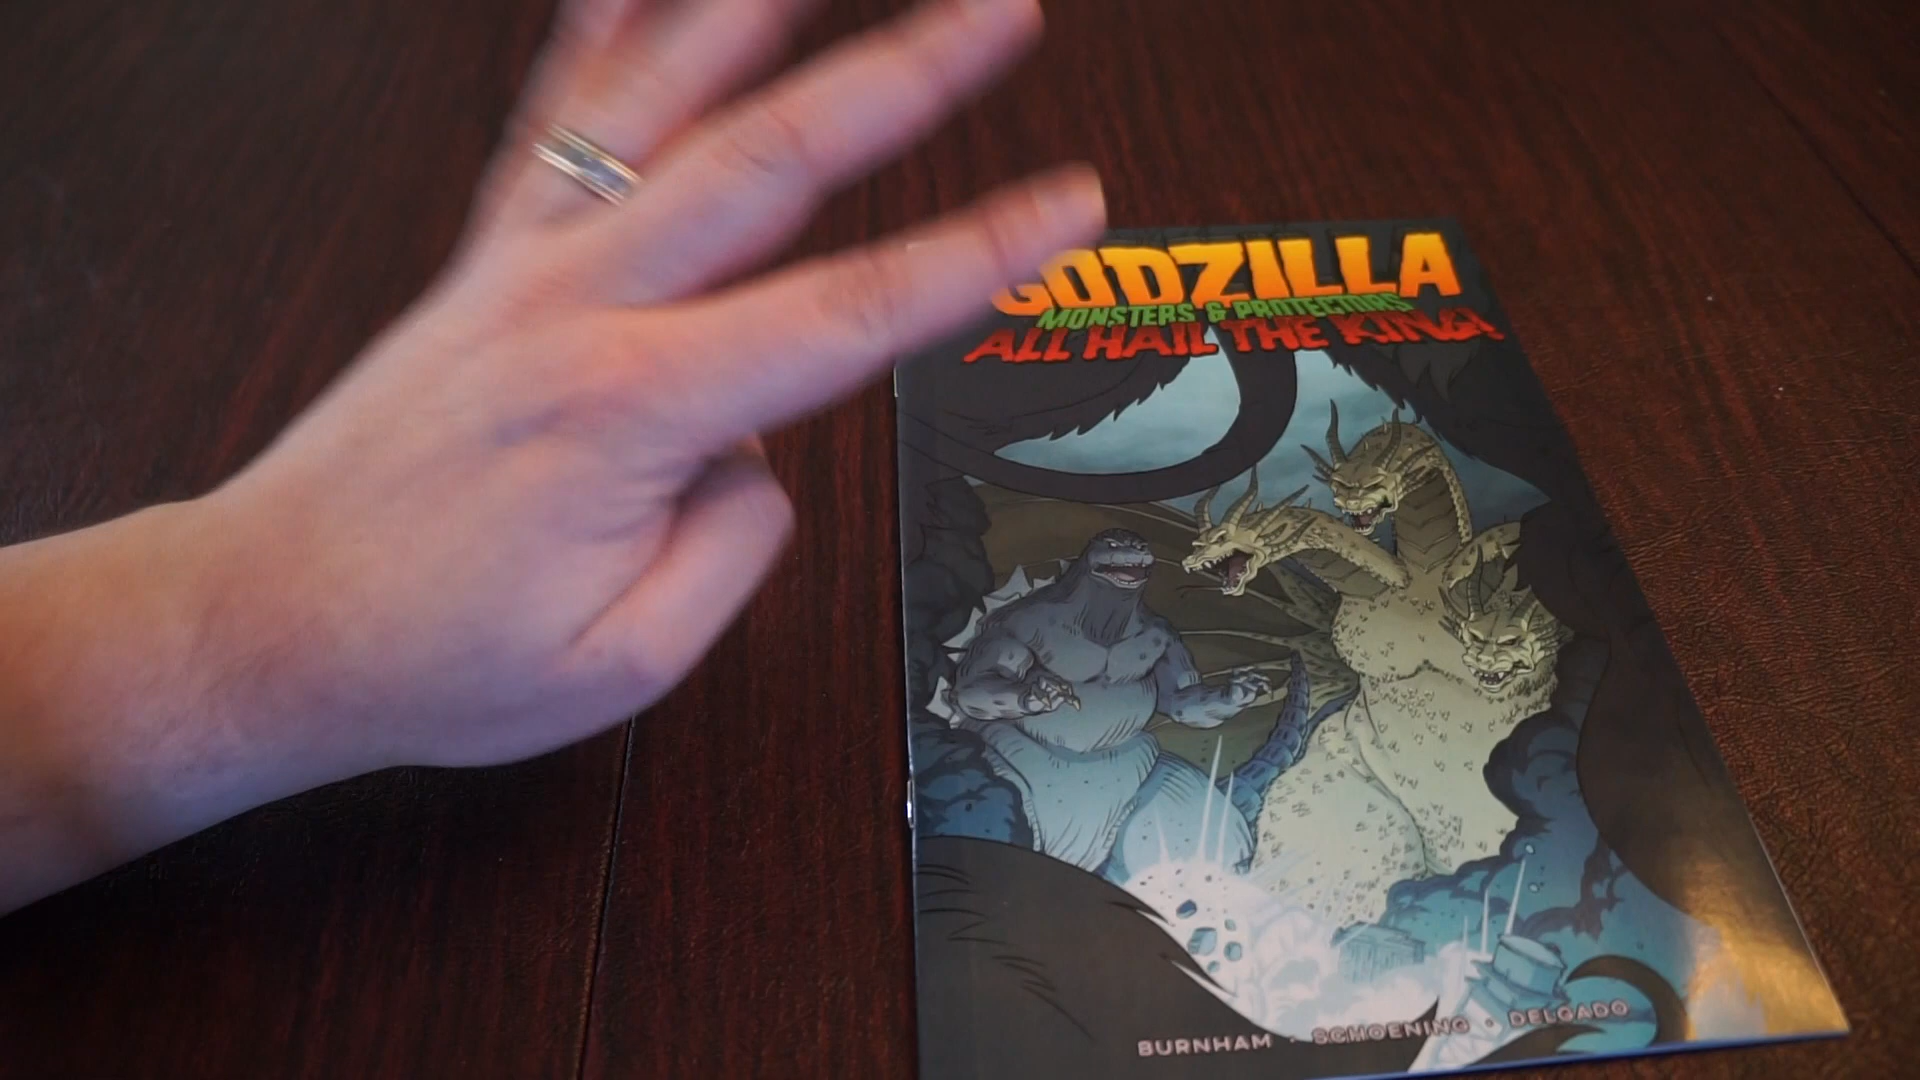 GODZILLA
MONSTERS & PROTECTORS
ALL HAIL THE KING!
BURNHAM • SCHOENING • DELGADO